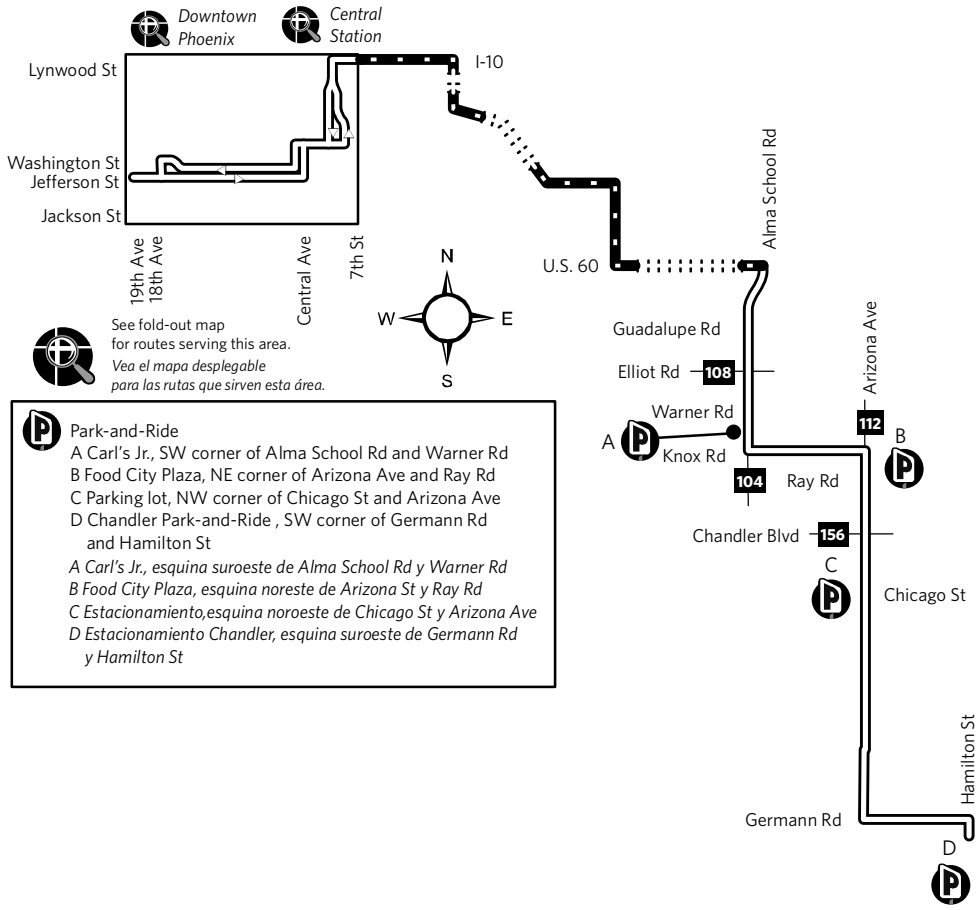 Downtown
Phoenix
Central
Station
Lynwood St
I-10
Washington St
Jefferson St
Jackson St
19th Ave
18th Ave
Central Ave
7th St
Alma School Rd
U.S. 60
N
W
E
S
See fold-out map
for routes serving this area.
Vea el mapa desplegable
para las rutas que sirven esta área.
Guadalupe Rd
Elliot Rd
108
Arizona Ave
Warner Rd
A
P
Knox Rd
112
B
P
104
Ray Rd
Chandler Blvd
156
C
P
Chicago St
P
Park-and-Ride
A Carl's Jr., SW corner of Alma School Rd and Warner Rd
B Food City Plaza, NE corner of Arizona Ave and Ray Rd
C Parking lot, NW corner of Chicago St and Arizona Ave
D Chandler Park-and-Ride , SW corner of Germann Rd
and Hamilton St
A Carl's Jr., esquina suroeste de Alma School Rd y Warner Rd
B Food City Plaza, esquina noreste de Arizona St y Ray Rd
C Estacionamiento,esquina noroeste de Chicago St y Arizona Ave
D Estacionamiento Chandler, esquina suroeste de Germann Rd
y Hamilton St
Hamilton St
Germann Rd
D
P